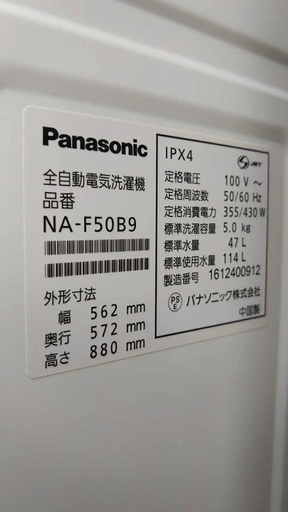 Panasonic
全自動電気洗濯機
品番
NA-F50B9
外形寸法
幅 562 mm
奥行 572 mm
高さ 880 mm
IPX4 JET
定格電圧 100 V ～
定格周波数 50/60 Hz
定格消費電力 355/430 W
標準洗濯容量 5.0 kg
標準水量 47 L
標準使用水量 114 L
製造番号 1612400912
PSE パナソニック株式会社
中国製